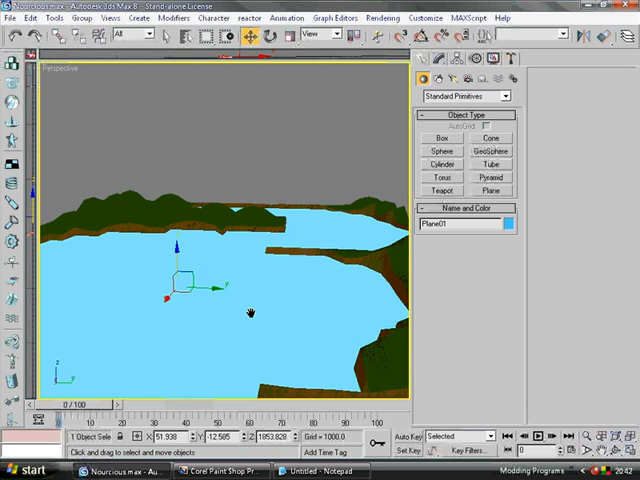 Nourcious.max - Autodesk 3ds Max 8 - Stand-alone License
File Edit Tools Group Views Create Modifiers Character reactor Animation Graph Editors Rendering Customize MAXScript Help
All View
Perspective
Standard Primitives
- Object Type
AutoGrid
Box Cone
Sphere GeoSphere
Cylinder Tube
Torus Pyramid
Teapot Plane
- Name and Color
Plane01
y
z
y
< 0 / 100 >
0 10 20 30 40 50 60 70 80 90 100
1 Object Sele X: 51.938 Y: -12.585 Z: 1853.828 Grid = 1000.0 Auto Key Selected
Click and drag to select and move objects Add Time Tag Set Key Key Filters... 0
start Nourcious.max - Au... Corel Paint Shop Pr... Untitled - Notepad Modding Programs 20:42